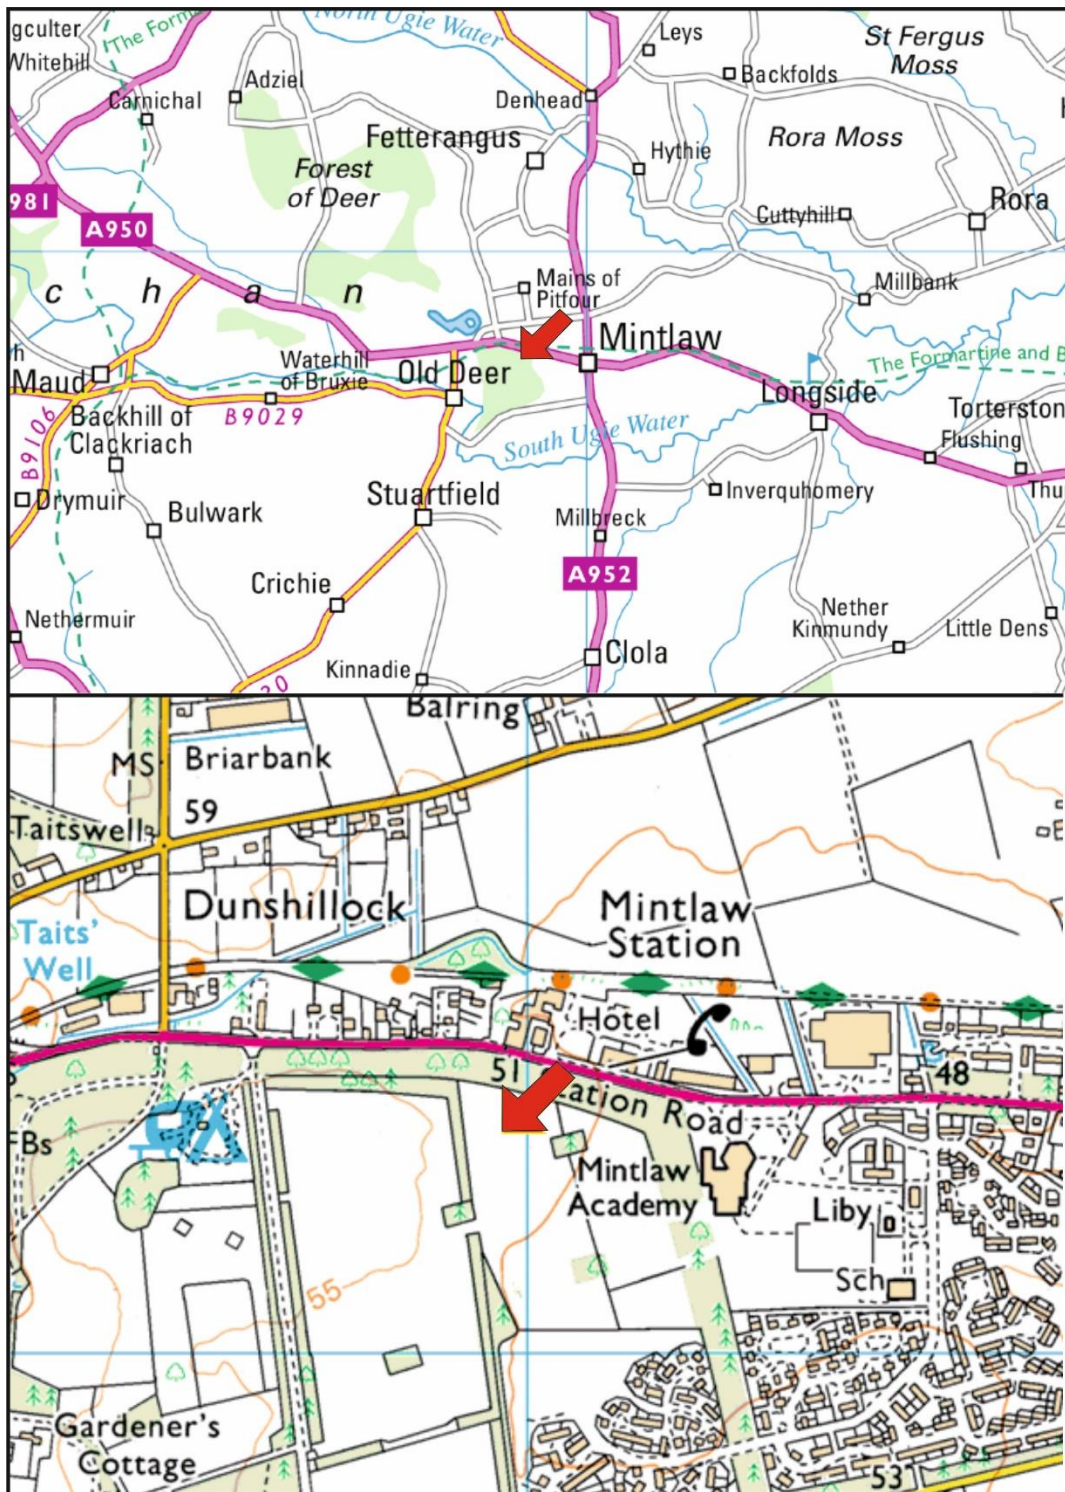 gculter
Whitehill
The Forma
North Ugie Water
Leys
St Fergus
Moss
Carnichal
Adziel
Backfolds
Denhead
Fetterangus
Forest
of Deer
Hythie
Rora Moss
981
A950
Cuttyhill
Rora
c h a n
Mains of
Pitfour
Millbank
Mintlaw
The Formartine and B
h
Maud
Waterhill
of Bruxie
Old Deer
Longside
B9106
Backhill of
Clackriach
B9029
South Ugie Water
Torterston
Flushing
Drymuir
Bulwark
Stuartfield
Inverquhomery
Thu
Millbreck
A952
Crichie
Nethermuir
Nether
Kinmundy
Little Dens
Kinnadie
20
Clola
Balring
MS
Briarbank
59
Taitswell
Dunshillock
Mintlaw
Station
Taits'
Well
Hotel
51
48
ation Road
FBs
Mintlaw
Academy
Liby
Sch
55
Gardener's
Cottage
53